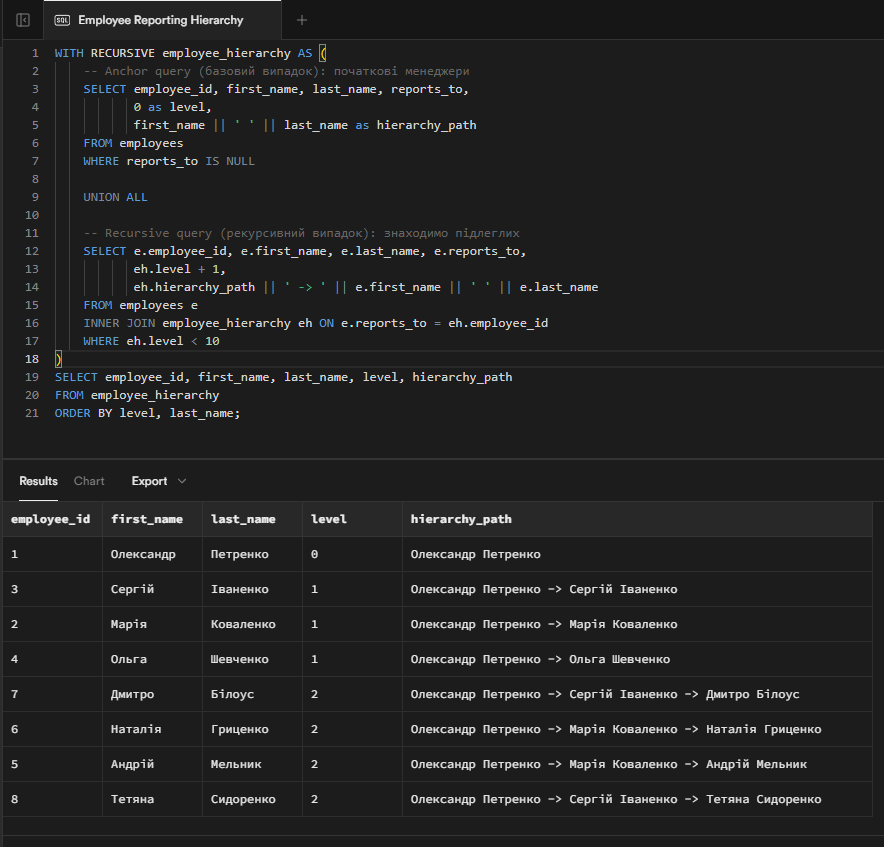 SQL Employee Reporting Hierarchy +
1 WITH RECURSIVE employee_hierarchy AS (
2 -- Anchor query (базовий випадок): початкові менеджери
3 SELECT employee_id, first_name, last_name, reports_to,
4 0 as level,
5 first_name || ' ' || last_name as hierarchy_path
6 FROM employees
7 WHERE reports_to IS NULL
8
9 UNION ALL
10
11 -- Recursive query (рекурсивний випадок): знаходимо підлеглих
12 SELECT e.employee_id, e.first_name, e.last_name, e.reports_to,
13 eh.level + 1,
14 eh.hierarchy_path || ' -> ' || e.first_name || ' ' || e.last_name
15 FROM employees e
16 INNER JOIN employee_hierarchy eh ON e.reports_to = eh.employee_id
17 WHERE eh.level < 10
18 )
19 SELECT employee_id, first_name, last_name, level, hierarchy_path
20 FROM employee_hierarchy
21 ORDER BY level, last_name;
Results Chart Export
employee_id first_name last_name level hierarchy_path
1 Олександр Петренко 0 Олександр Петренко
3 Сергій Іваненко 1 Олександр Петренко -> Сергій Іваненко
2 Марія Коваленко 1 Олександр Петренко -> Марія Коваленко
4 Ольга Шевченко 1 Олександр Петренко -> Ольга Шевченко
7 Дмитро Білоус 2 Олександр Петренко -> Сергій Іваненко -> Дмитро Білоус
6 Наталія Гриценко 2 Олександр Петренко -> Марія Коваленко -> Наталія Гриценко
5 Андрій Мельник 2 Олександр Петренко -> Марія Коваленко -> Андрій Мельник
8 Тетяна Сидоренко 2 Олександр Петренко -> Сергій Іваненко -> Тетяна Сидоренко